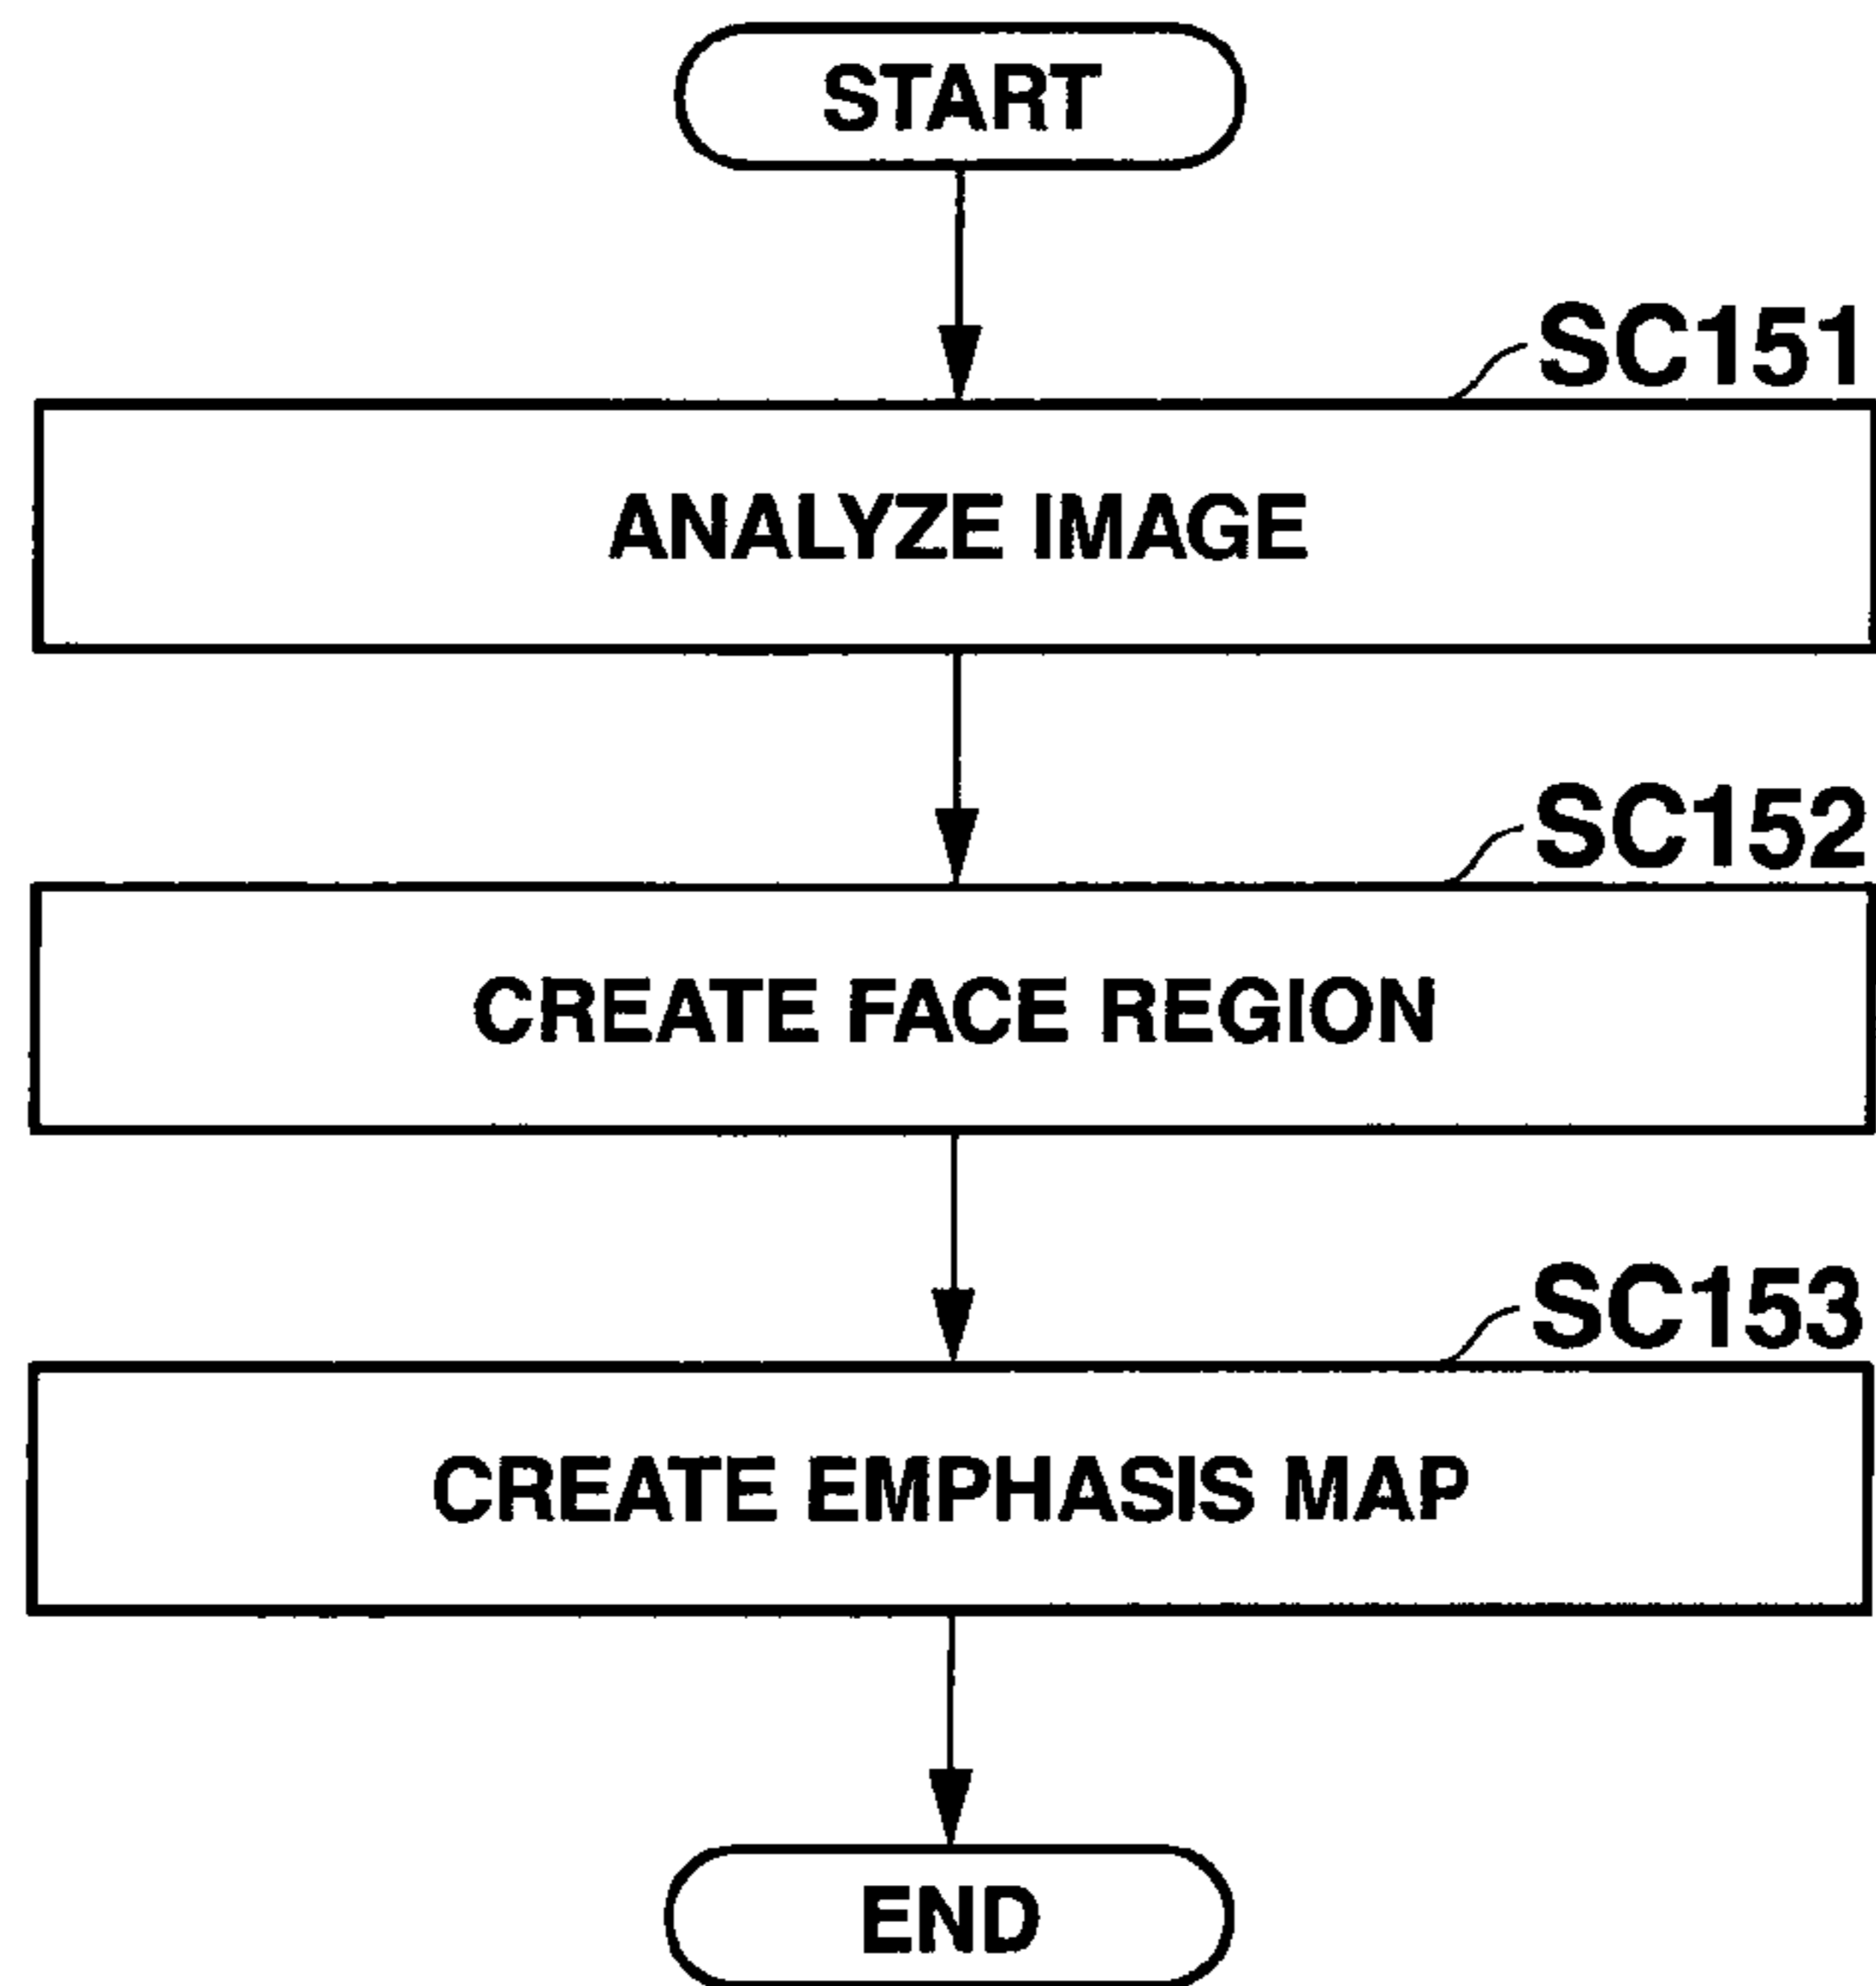 START
SC151
ANALYZE IMAGE
SC152
CREATE FACE REGION
SC153
CREATE EMPHASIS MAP
END